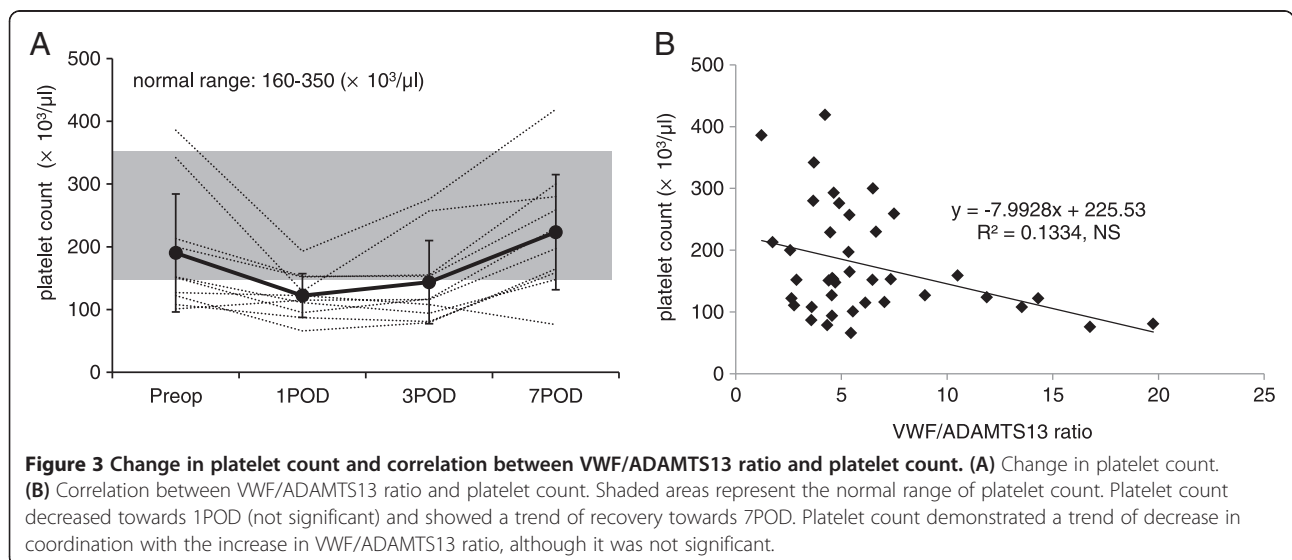 A
platelet count (× 10³/µl)
500
400
300
200
100
0
normal range: 160-350 (× 10³/µl)
Preop 1POD 3POD 7POD
B
platelet count (× 10³/µl)
500
400
300
200
100
0
y = -7.9928x + 225.53
R² = 0.1334, NS
0 5 10 15 20 25
VWF/ADAMTS13 ratio
Figure 3 Change in platelet count and correlation between VWF/ADAMTS13 ratio and platelet count. (A) Change in platelet count.
(B) Correlation between VWF/ADAMTS13 ratio and platelet count. Shaded areas represent the normal range of platelet count. Platelet count
decreased towards 1POD (not significant) and showed a trend of recovery towards 7POD. Platelet count demonstrated a trend of decrease in
coordination with the increase in VWF/ADAMTS13 ratio, although it was not significant.